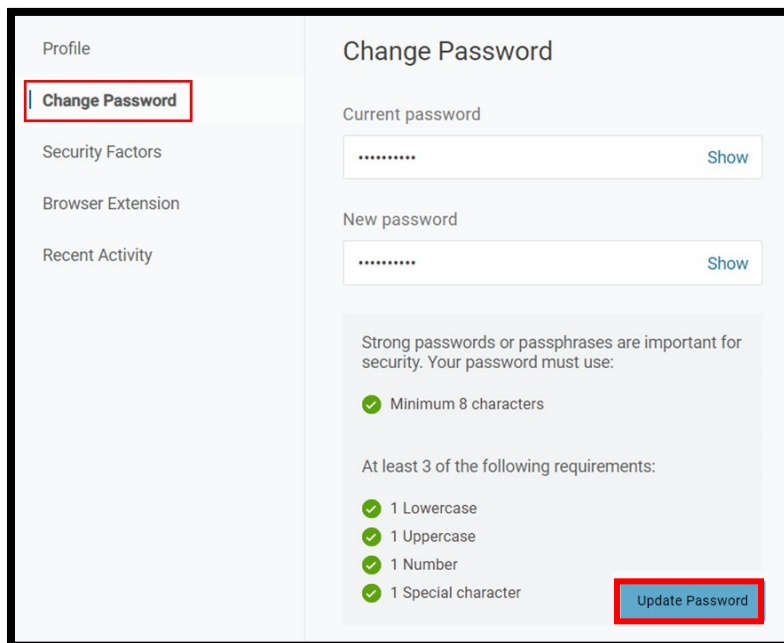 Profile
Change Password
Security Factors
Browser Extension
Recent Activity
Change Password
Current password
•••••••••• Show
New password
•••••••••• Show
Strong passwords or passphrases are important for
security. Your password must use:
Minimum 8 characters
At least 3 of the following requirements:
1 Lowercase
1 Uppercase
1 Number
1 Special character
Update Password